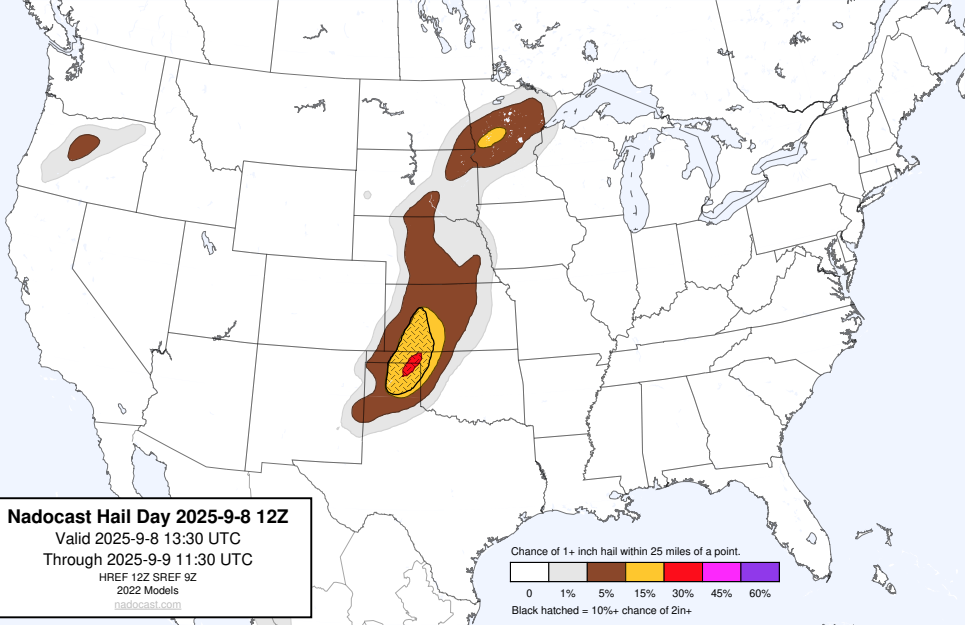 Nadocast Hail Day 2025-9-8 12Z
Valid 2025-9-8 13:30 UTC
Through 2025-9-9 11:30 UTC
HREF 12Z SREF 9Z
2022 Models
nadocast.com
Chance of 1+ inch hail within 25 miles of a point.
0 1% 5% 15% 30% 45% 60%
Black hatched = 10%+ chance of 2in+